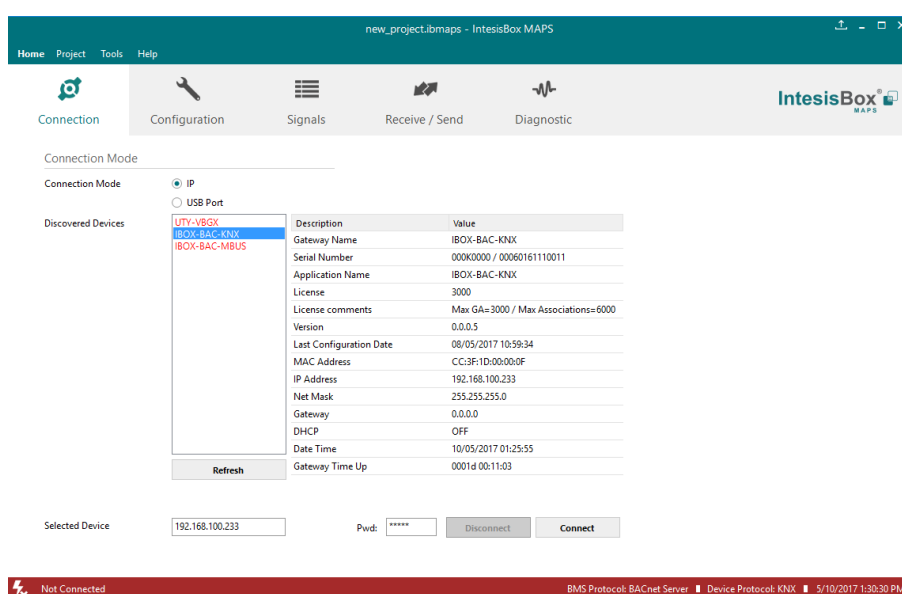 new_project.ibmaps - IntesisBox MAPS
Home Project Tools Help
Connection Configuration Signals Receive / Send Diagnostic
IntesisBox®
MAPS
Connection Mode
Connection Mode IP
USB Port
Discovered Devices
UTY-VBGX
IBOX-BAC-KNX
IBOX-BAC-MBUS
Description Value
Gateway Name IBOX-BAC-KNX
Serial Number 000K0000 / 00060161110011
Application Name IBOX-BAC-KNX
License 3000
License comments Max GA=3000 / Max Associations=6000
Version 0.0.0.5
Last Configuration Date 08/05/2017 10:59:34
MAC Address CC:3F:1D:00:00:0F
IP Address 192.168.100.233
Net Mask 255.255.255.0
Gateway 0.0.0.0
DHCP OFF
Date Time 10/05/2017 01:25:55
Gateway Time Up 0001d 00:11:03
Refresh
Selected Device 192.168.100.233 Pwd: ***** Disconnect Connect
Not Connected BMS Protocol: BACnet Server Device Protocol: KNX 5/10/2017 1:30:30 PM